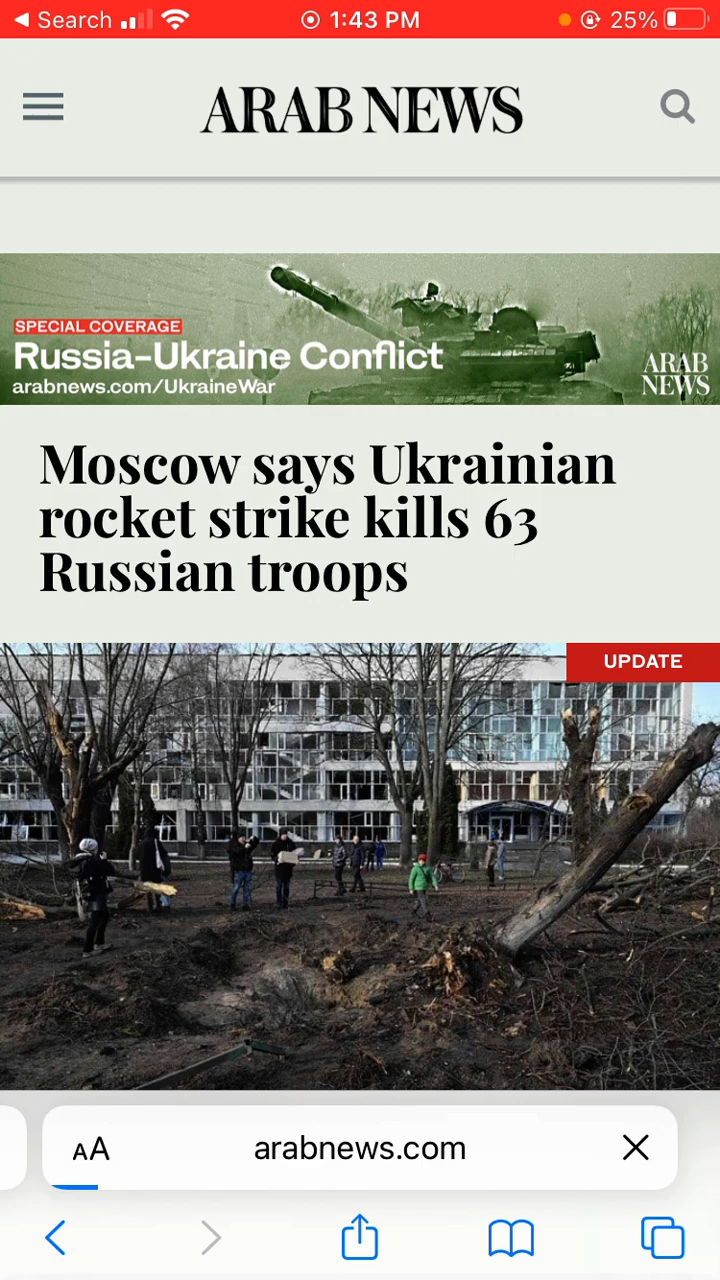 Search 1:43 PM 25%
ARAB NEWS
SPECIAL COVERAGE
Russia-Ukraine Conflict
arabnews.com/UkraineWar
ARAB
NEWS
Moscow says Ukrainian
rocket strike kills 63
Russian troops
UPDATE
AA arabnews.com